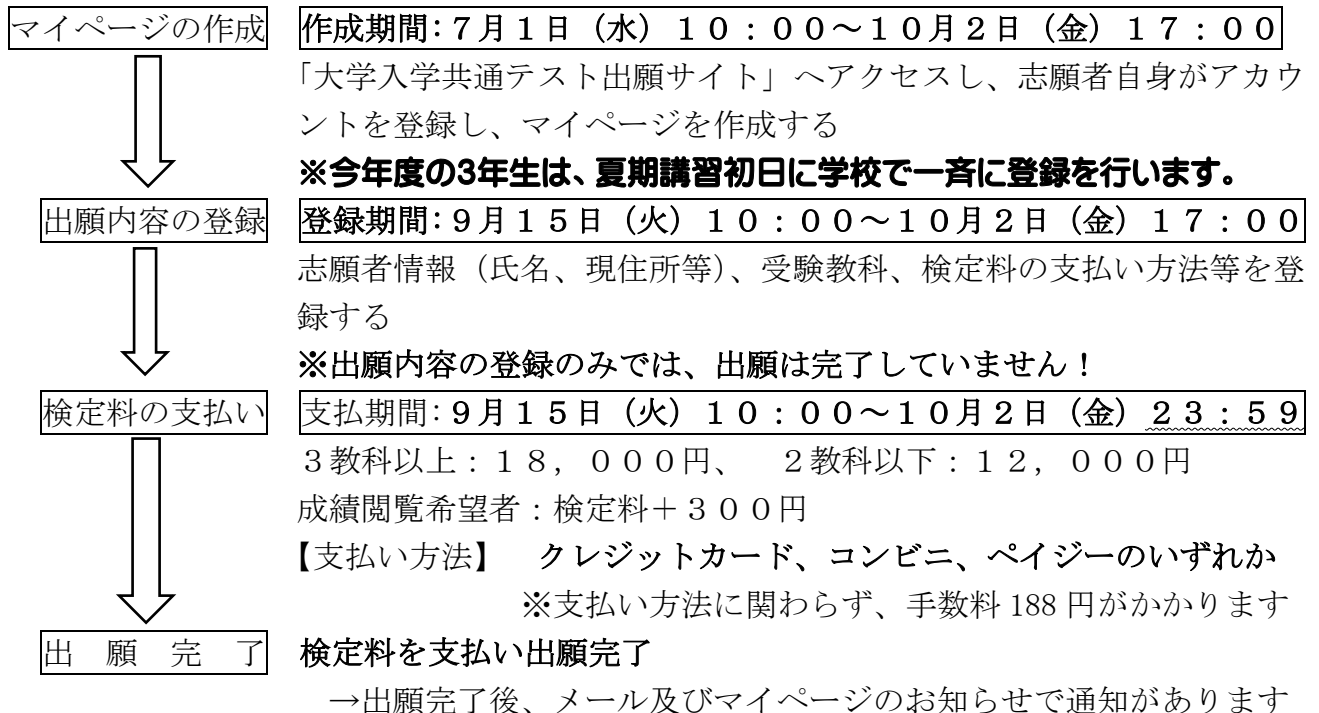 マイページの作成 作成期間:7月1日(水)10:00~10月2日(金)17:00
「大学入学共通テスト出願サイト」へアクセスし、志願者自身がアカウ
ントを登録し、マイページを作成する
※今年度の3年生は、夏期講習初日に学校で一斉に登録を行います。
出願内容の登録 登録期間:9月15日(火)10:00~10月2日(金)17:00
志願者情報(氏名、現住所等)、受験教科、検定料の支払い方法等を登
録する
※出願内容の登録のみでは、出願は完了していません!
検定料の支払い 支払期間:9月15日(火)10:00~10月2日(金)23:59
3教科以上:18,000円、 2教科以下:12,000円
成績閲覧希望者:検定料+300円
【支払い方法】 クレジットカード、コンビニ、ペイジーのいずれか
※支払い方法に関わらず、手数料188円がかかります
出願完了 検定料を支払い出願完了
→出願完了後、メール及びマイページのお知らせで通知があります